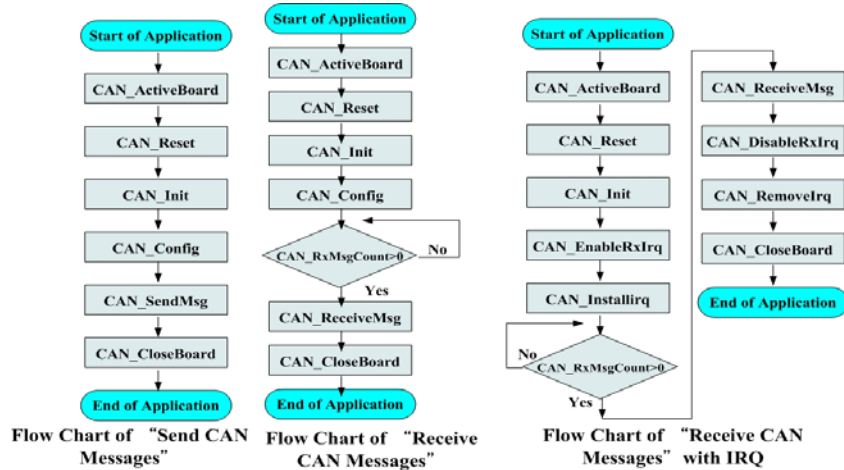 Start of Application
CAN_ActiveBoard
CAN_Reset
CAN_Init
CAN_Config
CAN_SendMsg
CAN_CloseBoard
End of Application
Flow Chart of “Send CAN
Messages”
Start of Application
CAN_ActiveBoard
CAN_Reset
CAN_Init
CAN_Config
CAN_RxMsgCount>0
No
Yes
CAN_ReceiveMsg
CAN_CloseBoard
End of Application
Flow Chart of “Receive
CAN Messages”
Start of Application
CAN_ActiveBoard
CAN_Reset
CAN_Init
CAN_EnableRxIrq
CAN_Installirq
No
CAN_RxMsgCount>0
Yes
CAN_ReceiveMsg
CAN_DisableRxIrq
CAN_RemoveIrq
CAN_CloseBoard
End of Application
Flow Chart of “Receive CAN
Messages” with IRQ